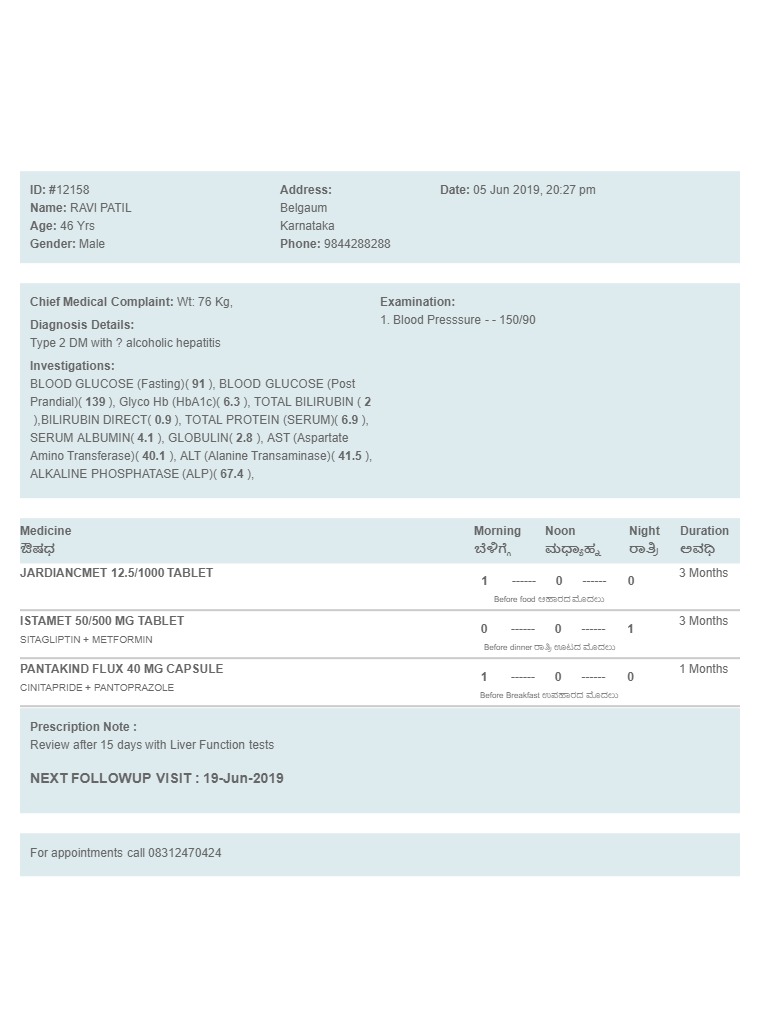 ID: #12158
Name: RAVI PATIL
Age: 46 Yrs
Gender: Male
Address:
Belgaum
Karnataka
Phone: 9844288288
Date: 05 Jun 2019, 20:27 pm
Chief Medical Complaint: Wt: 76 Kg,
Diagnosis Details:
Type 2 DM with ? alcoholic hepatitis
Investigations:
BLOOD GLUCOSE (Fasting)( 91 ), BLOOD GLUCOSE (Post
Prandial)( 139 ), Glyco Hb (HbA1c)( 6.3 ), TOTAL BILIRUBIN ( 2
),BILIRUBIN DIRECT( 0.9 ), TOTAL PROTEIN (SERUM)( 6.9 ),
SERUM ALBUMIN( 4.1 ), GLOBULIN( 2.8 ), AST (Aspartate
Amino Transferase)( 40.1 ), ALT (Alanine Transaminase)( 41.5 ),
ALKALINE PHOSPHATASE (ALP)( 67.4 ),
Examination:
1. Blood Presssure - - 150/90
Medicine Morning Noon Night Duration
ಔಷಧ ಬೆಳಿಗ್ಗೆ ಮಧ್ಯಾಹ್ನ ರಾತ್ರಿ ಅವಧಿ
JARDIANCMET 12.5/1000 TABLET 3 Months
1 ------ 0 ------ 0
Before food ಆಹಾರದ ಮೊದಲು
ISTAMET 50/500 MG TABLET 3 Months
0 ------ 0 ------ 1
SITAGLIPTIN + METFORMIN
Before dinner ರಾತ್ರಿ ಊಟದ ಮೊದಲು
PANTAKIND FLUX 40 MG CAPSULE 1 Months
1 ------ 0 ------ 0
CINITAPRIDE + PANTOPRAZOLE
Before Breakfast ಉಪಹಾರದ ಮೊದಲು
Prescription Note :
Review after 15 days with Liver Function tests
NEXT FOLLOWUP VISIT : 19-Jun-2019
For appointments call 08312470424